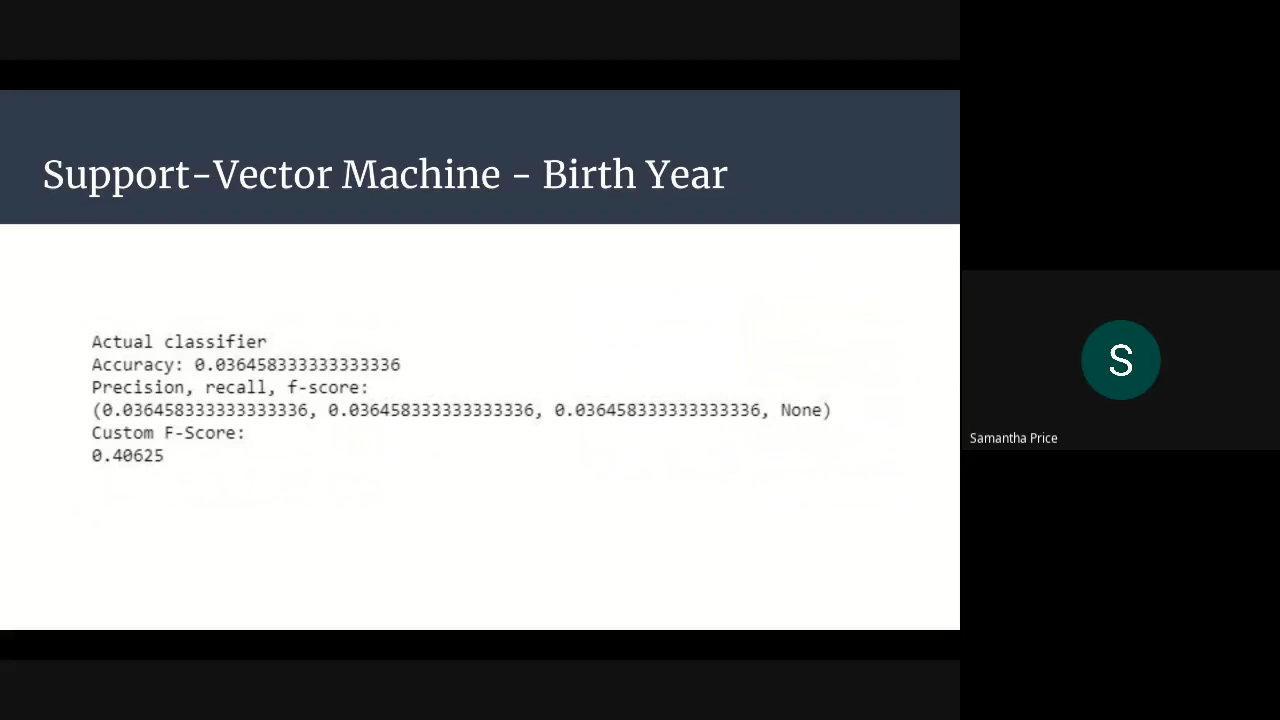 Support-Vector Machine - Birth Year
Actual classifier
Accuracy: 0.036458333333333336
Precision, recall, f-score:
(0.036458333333333336, 0.036458333333333336, 0.036458333333333336, None)
Custom F-Score:
0.40625
S
Samantha Price